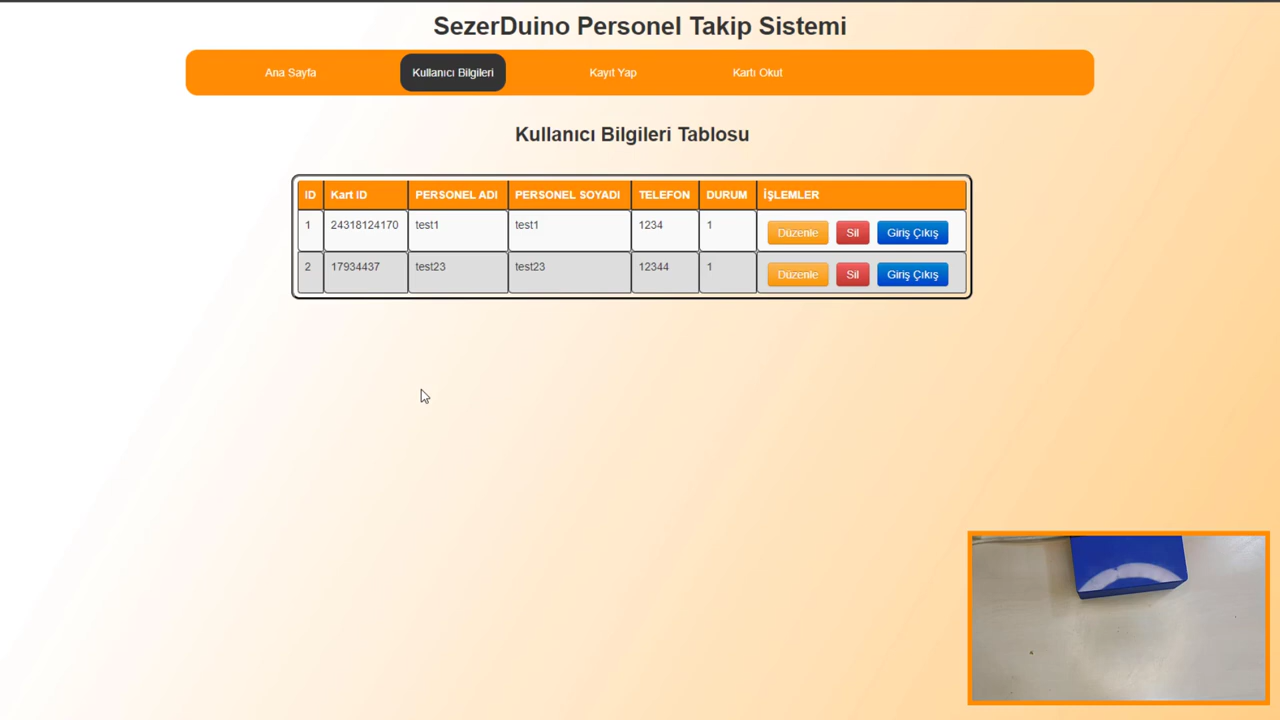 SezerDuino Personel Takip Sistemi
Ana Sayfa Kullanıcı Bilgileri Kayıt Yap Kartı Okut
Kullanıcı Bilgileri Tablosu
ID Kart ID PERSONEL ADI PERSONEL SOYADI TELEFON DURUM İŞLEMLER
1 24318124170 test1 test1 1234 1 Düzenle Sil Giriş Çıkış
2 17934437 test23 test23 12344 1 Düzenle Sil Giriş Çıkış